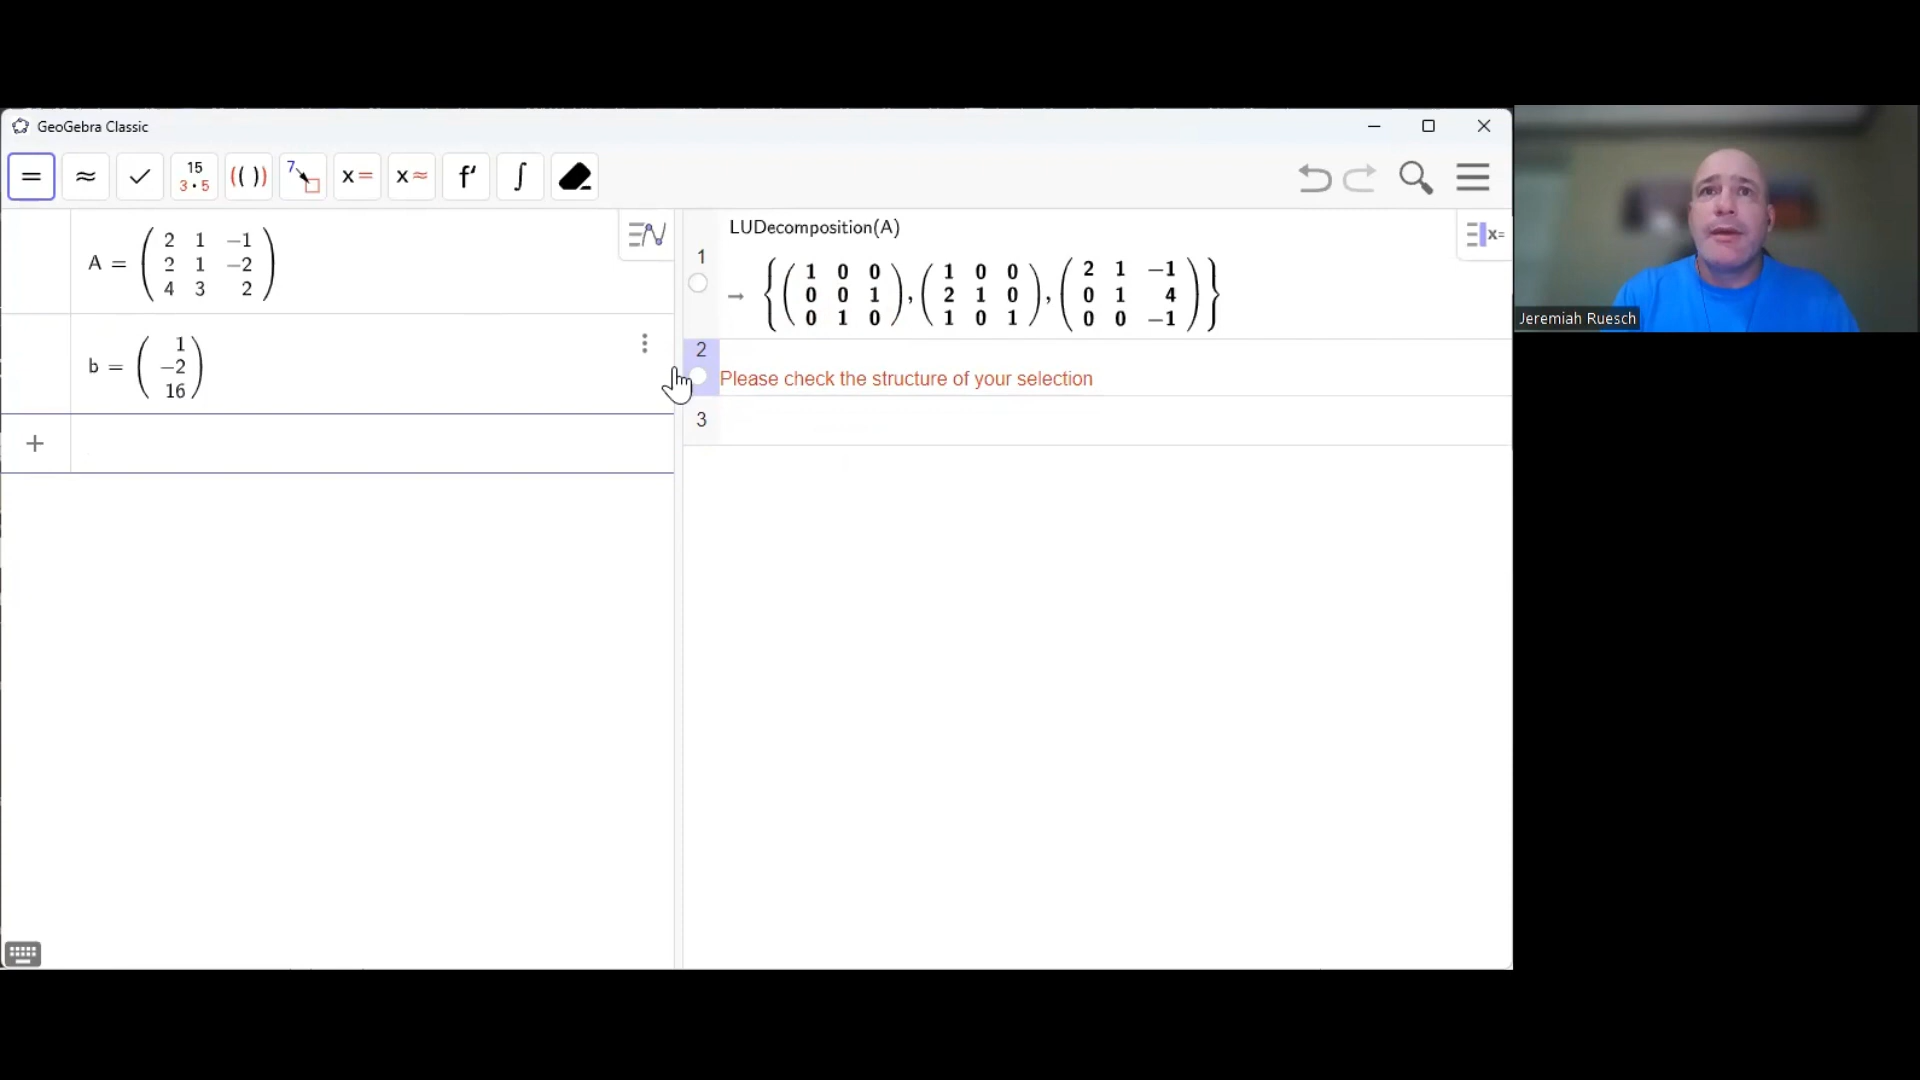 GeoGebra Classic
= ≈ ✓ 15 3 • 5 (( )) 7 x = x ≈ f′ ∫
A = ( 2 1 −1
2 1 −2
4 3 2 )
b = ( 1
−2
16 )
+
LUDecomposition(A)
1
→ { ( 1 0 0 0 0 1 0 1 0 ) , ( 1 0 0 2 1 0 1 0 1 ) , ( 2 1 −1 0 1 4 0 0 −1 ) }
x=
2
Please check the structure of your selection
3
Jeremiah Ruesch